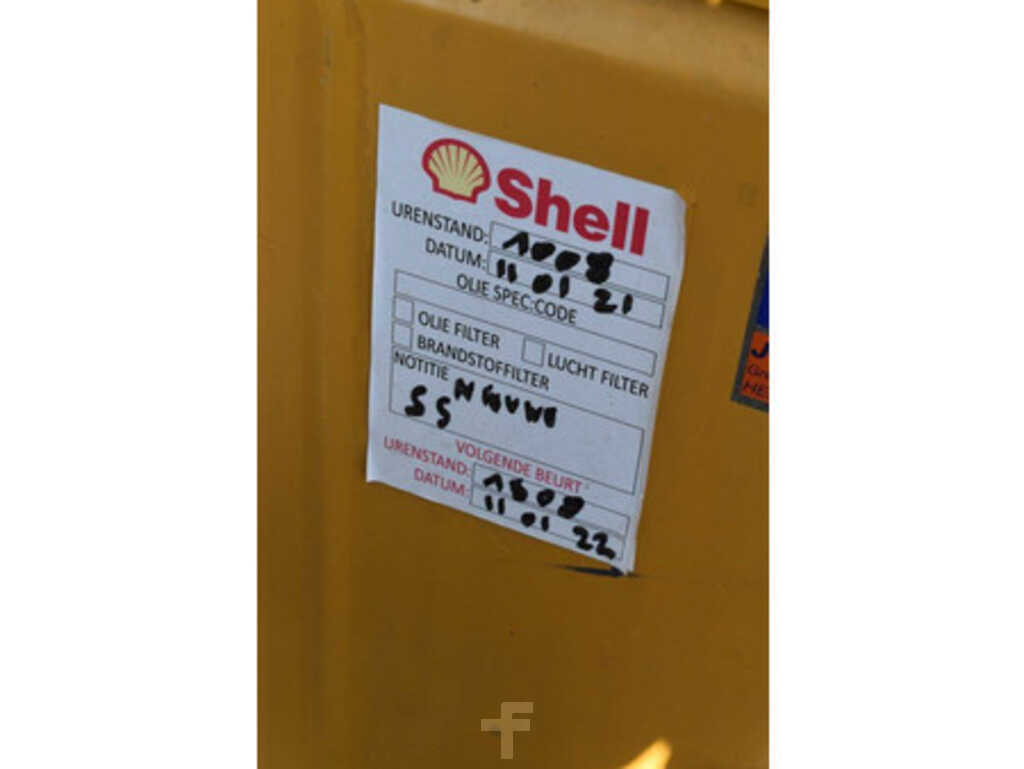 Shell
URENSTAND: 1008
DATUM: 11 01 21
OLIE SPEC.CODE
OLIE FILTER LUCHT FILTER
BRANDSTOFFILTER
NOTITIE
SS
VOLGENDE BEURT
URENSTAND: 1508
DATUM: 11 01 22